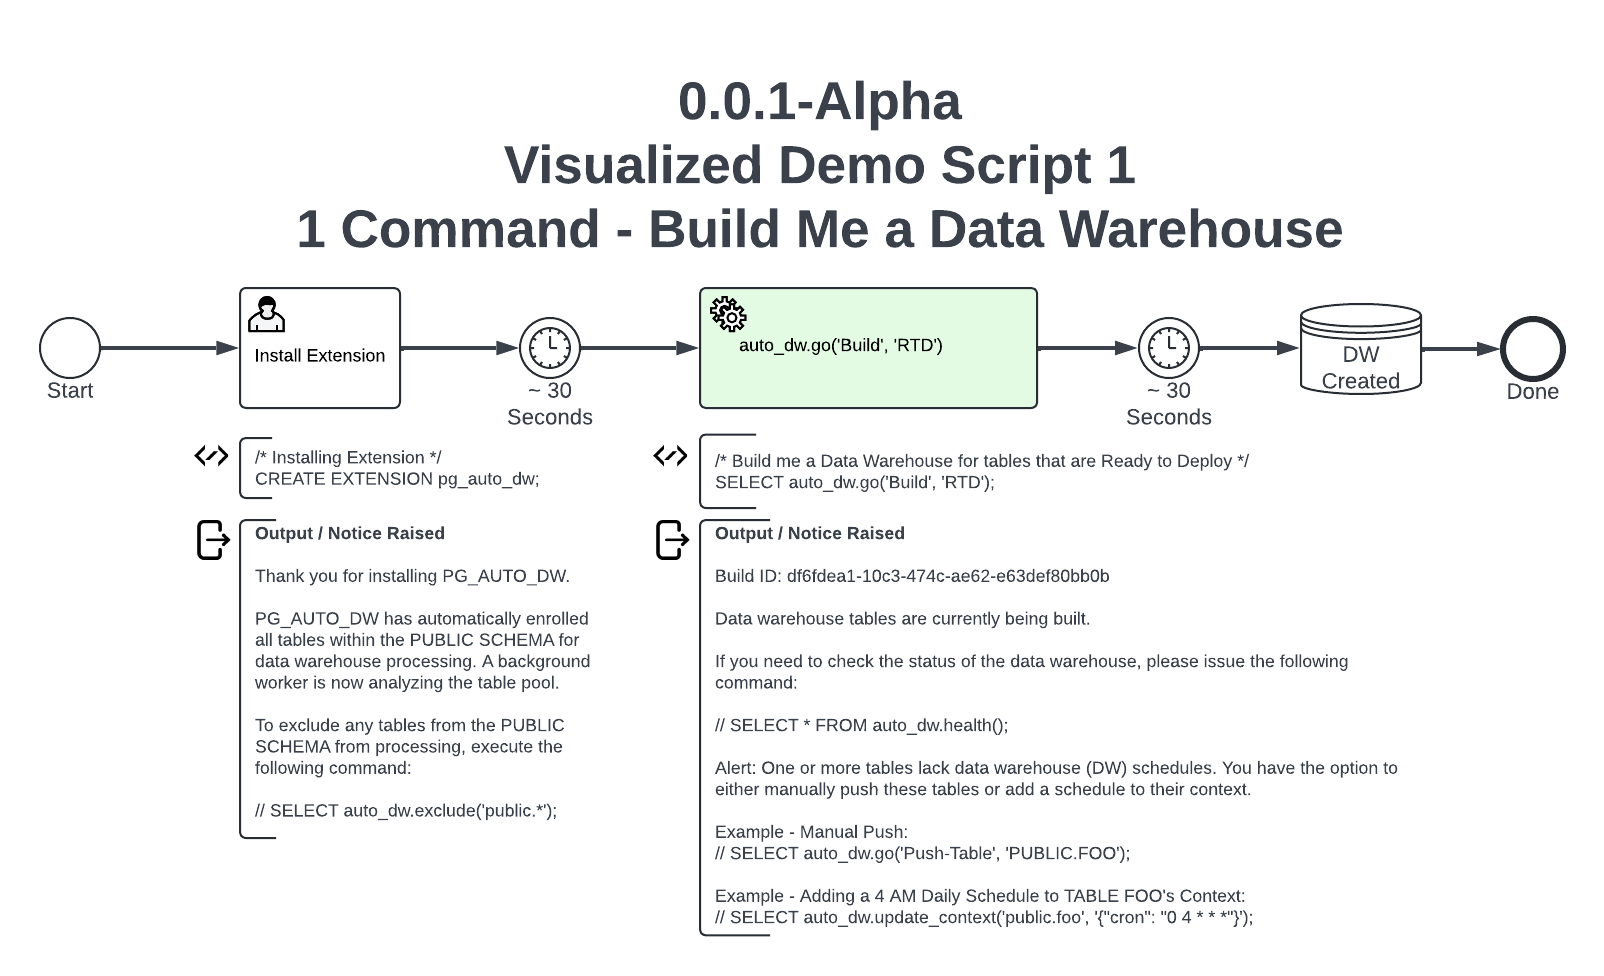 0.0.1-Alpha
Visualized Demo Script 1
1 Command - Build Me a Data Warehouse
Start
Install Extension
~ 30
Seconds
auto_dw.go('Build', 'RTD')
~ 30
Seconds
DW
Created
Done
/* Installing Extension */
CREATE EXTENSION pg_auto_dw;
/* Build me a Data Warehouse for tables that are Ready to Deploy */
SELECT auto_dw.go('Build', 'RTD');
Output / Notice Raised
Thank you for installing PG_AUTO_DW.
PG_AUTO_DW has automatically enrolled
all tables within the PUBLIC SCHEMA for
data warehouse processing. A background
worker is now analyzing the table pool.
To exclude any tables from the PUBLIC
SCHEMA from processing, execute the
following command:
// SELECT auto_dw.exclude('public.*');
Output / Notice Raised
Build ID: df6fdea1-10c3-474c-ae62-e63def80bb0b
Data warehouse tables are currently being built.
If you need to check the status of the data warehouse, please issue the following
command:
// SELECT * FROM auto_dw.health();
Alert: One or more tables lack data warehouse (DW) schedules. You have the option to
either manually push these tables or add a schedule to their context.
Example - Manual Push:
// SELECT auto_dw.go('Push-Table', 'PUBLIC.FOO');
Example - Adding a 4 AM Daily Schedule to TABLE FOO's Context:
// SELECT auto_dw.update_context('public.foo', '{"cron": "0 4 * * *"}');